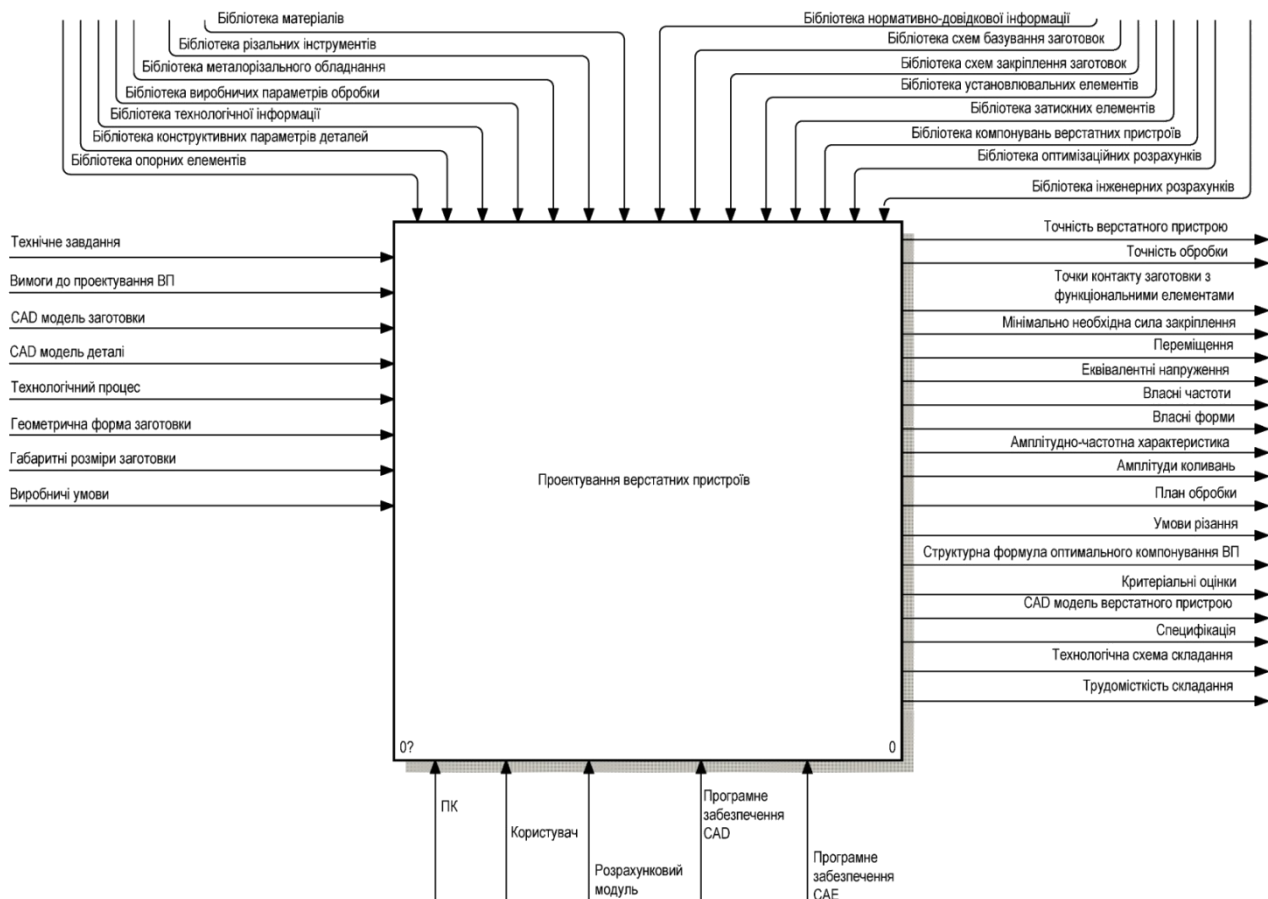 Бібліотека матеріалів
Бібліотека різальних інструментів
Бібліотека металорізального обладнання
Бібліотека виробничих параметрів обробки
Бібліотека технологічної інформації
Бібліотека конструктивних параметрів деталей
Бібліотека опорних елементів
Бібліотека нормативно-довідкової інформації
Бібліотека схем базування заготовок
Бібліотека схем закріплення заготовок
Бібліотека установлювальних елементів
Бібліотека затискних елементів
Бібліотека компонувань верстатних пристроїв
Бібліотека оптимізаційних розрахунків
Бібліотека інженерних розрахунків
Технічне завдання
Вимоги до проектування ВП
CAD модель заготовки
CAD модель деталі
Технологічний процес
Геометрична форма заготовки
Габаритні розміри заготовки
Виробничі умови
Проектування верстатних пристроїв
0?
0
Точність верстатного пристрою
Точність обробки
Точки контакту заготовки з
функціональними елементами
Мінімально необхідна сила закріплення
Переміщення
Еквівалентні напруження
Власні частоти
Власні форми
Амплітудно-частотна характеристика
Амплітуди коливань
План обробки
Умови різання
Структурна формула оптимального компонування ВП
Критеріальні оцінки
CAD модель верстатного пристрою
Специфікація
Технологічна схема складання
Трудомісткість складання
ПК
Користувач
Розрахунковий
модуль
Програмне
забезпечення
CAD
Програмне
забезпечення
CAE